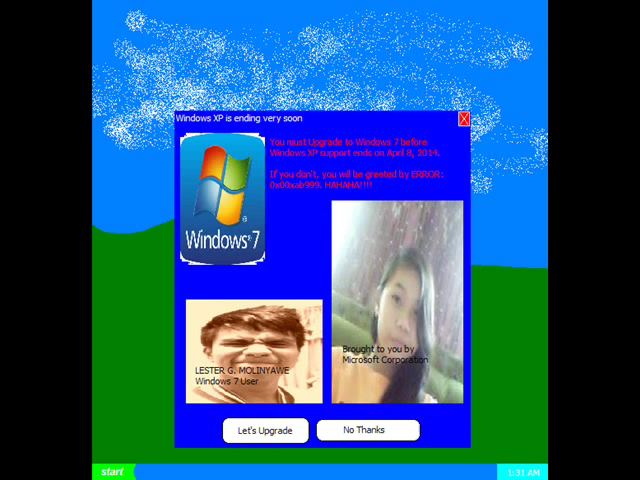 Windows XP is ending very soon
You must Upgrade to Windows 7 before
Windows XP support ends on April 8, 2014.
If you don't, you will be greeted by ERROR:
0x00xab999. HAHAHA!!!!!
Windows 7
LESTER G. MOLINYAWE
Windows 7 User
Brought to you by
Microsoft Corporation
Let's Upgrade
No Thanks
start
1:31 AM